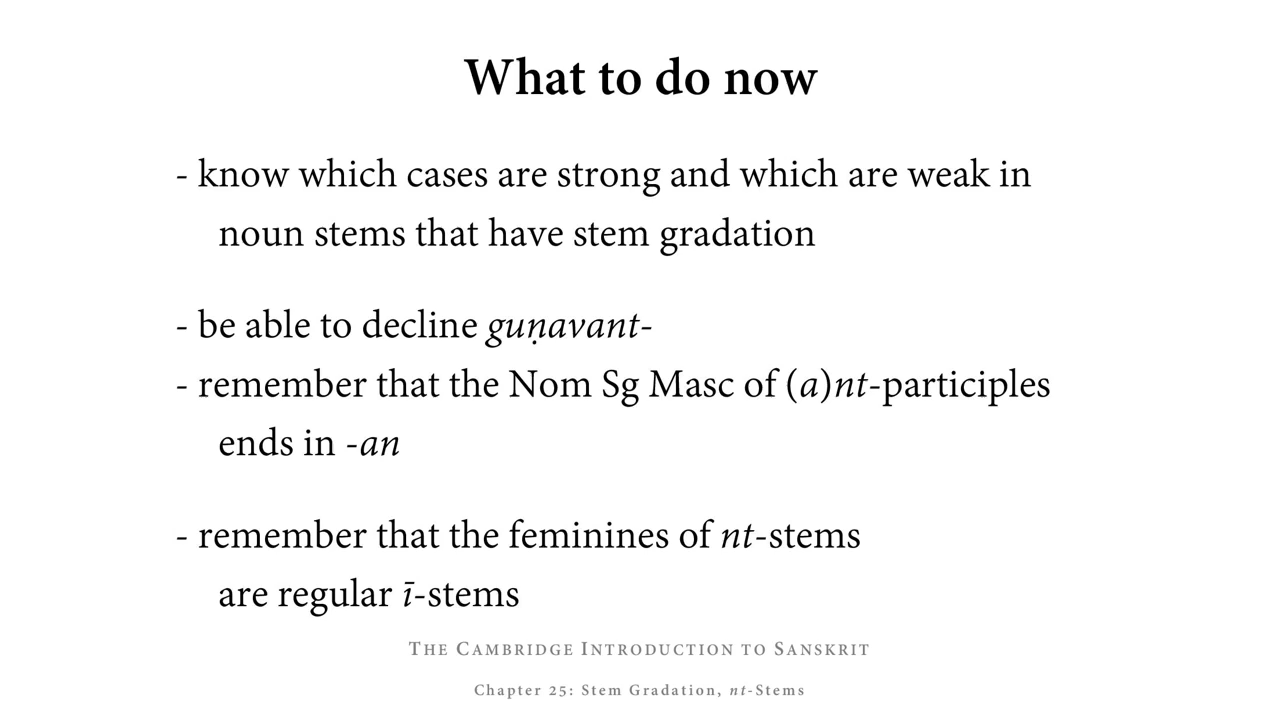 What to do now
- know which cases are strong and which are weak in
noun stems that have stem gradation
- be able to decline guṇavant-
- remember that the Nom Sg Masc of (a)nt-participles
ends in -an
- remember that the feminines of nt-stems
are regular ī-stems
The Cambridge Introduction to Sanskrit
Chapter 25: Stem Gradation, nt-Stems